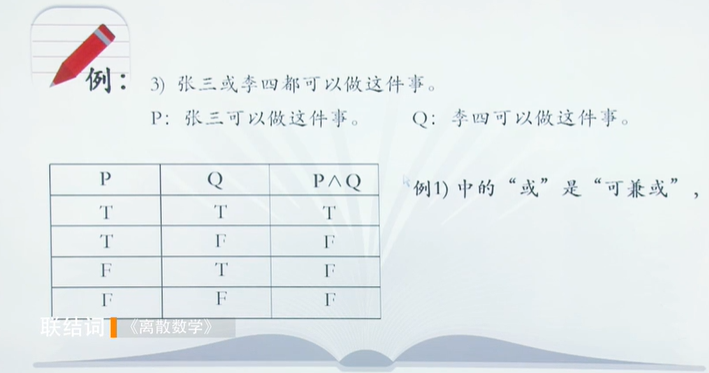 例：
3) 张三或李四都可以做这件事。
P: 张三可以做这件事。 Q: 李四可以做这件事。
P Q P∧Q
T T T
T F F
F T F
F F F
例1) 中的“或”是“可兼或”，
联结词 《离散数学》